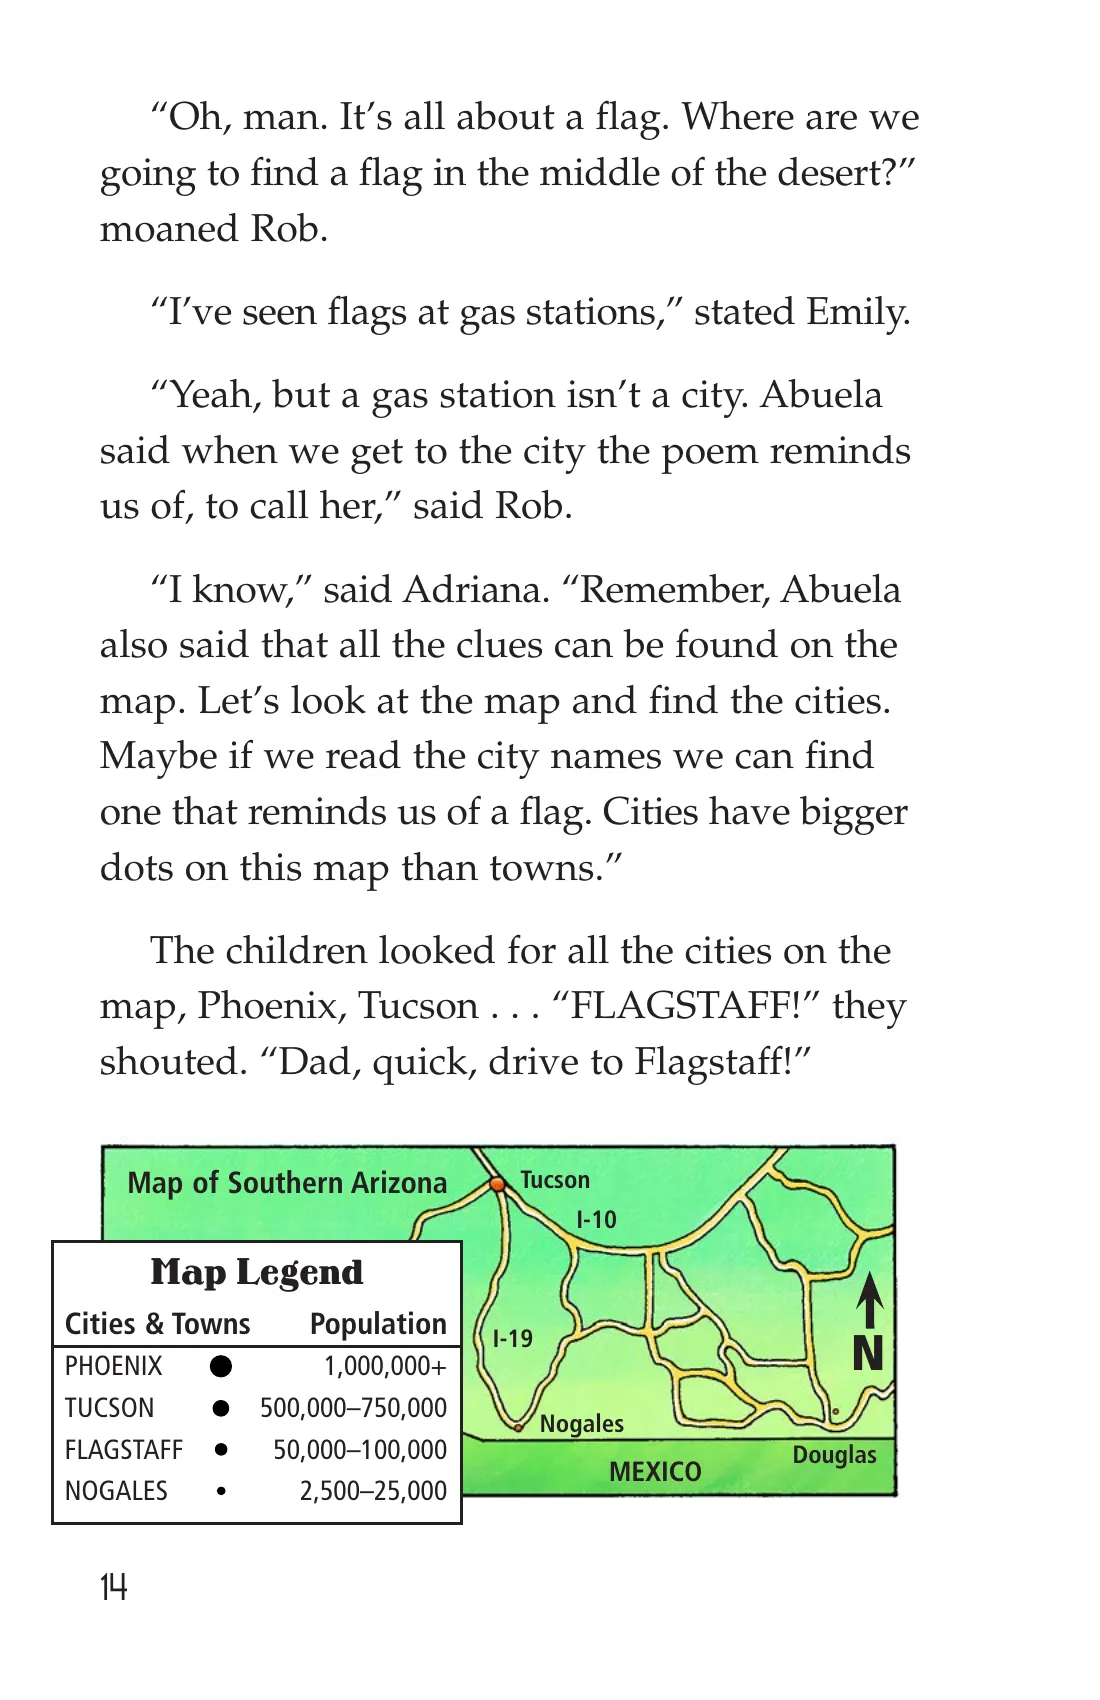 “Oh, man. It’s all about a flag. Where are we
going to find a flag in the middle of the desert?”
moaned Rob.
“I’ve seen flags at gas stations,” stated Emily.
“Yeah, but a gas station isn’t a city. Abuela
said when we get to the city the poem reminds
us of, to call her,” said Rob.
“I know,” said Adriana. “Remember, Abuela
also said that all the clues can be found on the
map. Let’s look at the map and find the cities.
Maybe if we read the city names we can find
one that reminds us of a flag. Cities have bigger
dots on this map than towns.”
The children looked for all the cities on the
map, Phoenix, Tucson . . . “FLAGSTAFF!” they
shouted. “Dad, quick, drive to Flagstaff!”
Map of Southern Arizona
Tucson
I-10
I-19
N
Nogales
Douglas
MEXICO
Map Legend
Cities & Towns Population
PHOENIX 1,000,000+
TUCSON 500,000–750,000
FLAGSTAFF 50,000–100,000
NOGALES 2,500–25,000
14